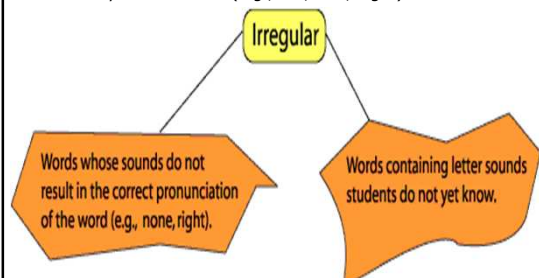 Irregular
Words whose sounds do not
result in the correct pronunciation
of the word (e.g., none, right).
Words containing letter sounds
students do not yet know.